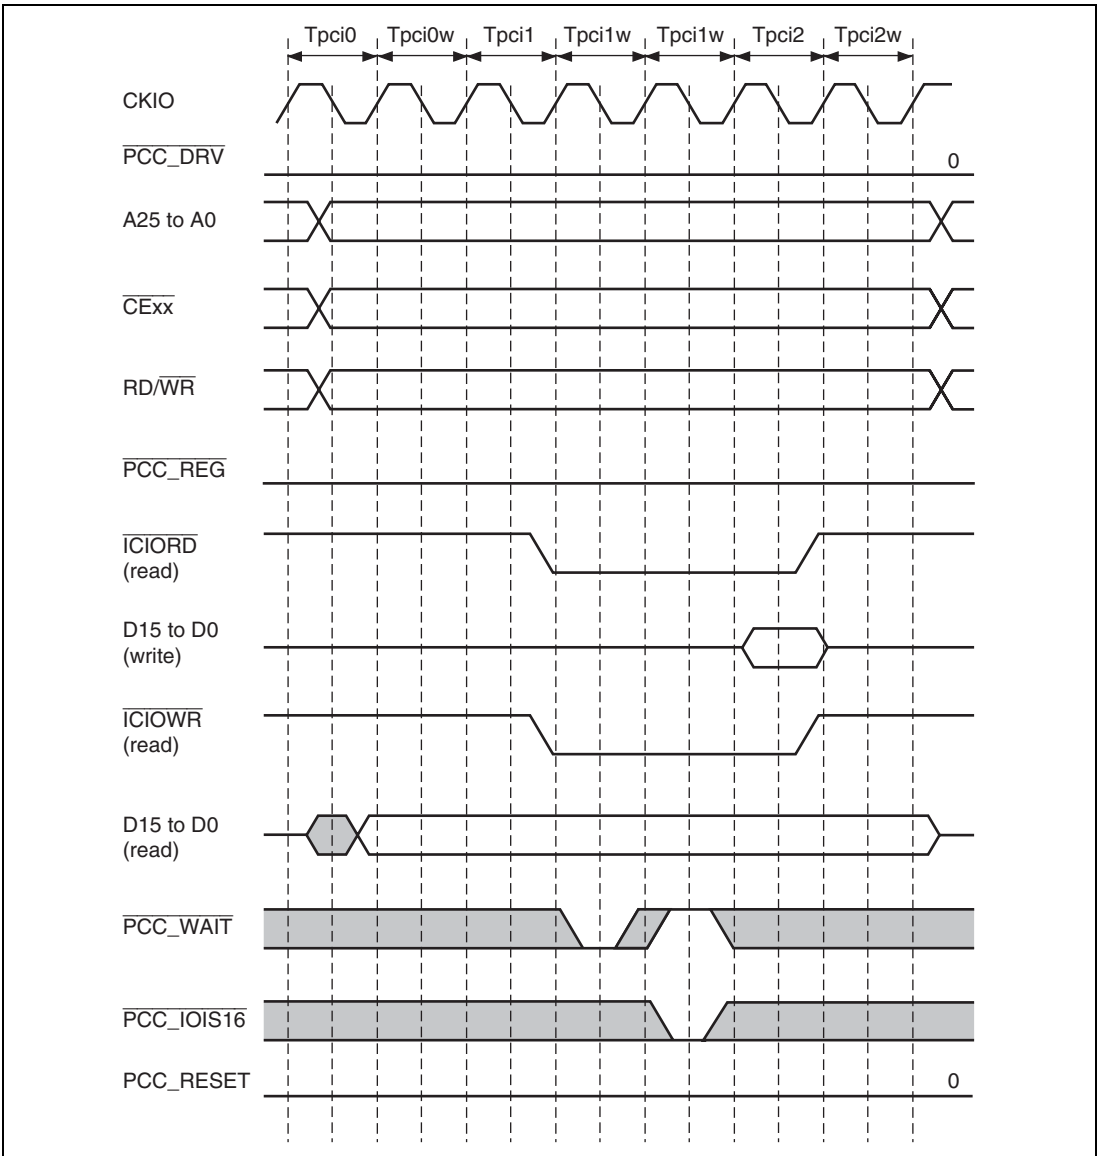 Tpci0 Tpci0w Tpci1 Tpci1w Tpci1w Tpci2 Tpci2w
CKIO
PCC_DRV 0
A25 to A0
CExx
RD/WR
PCC_REG
ICIORD
(read)
D15 to D0
(write)
ICIOWR
(read)
D15 to D0
(read)
PCC_WAIT
PCC_IOIS16
PCC_RESET 0